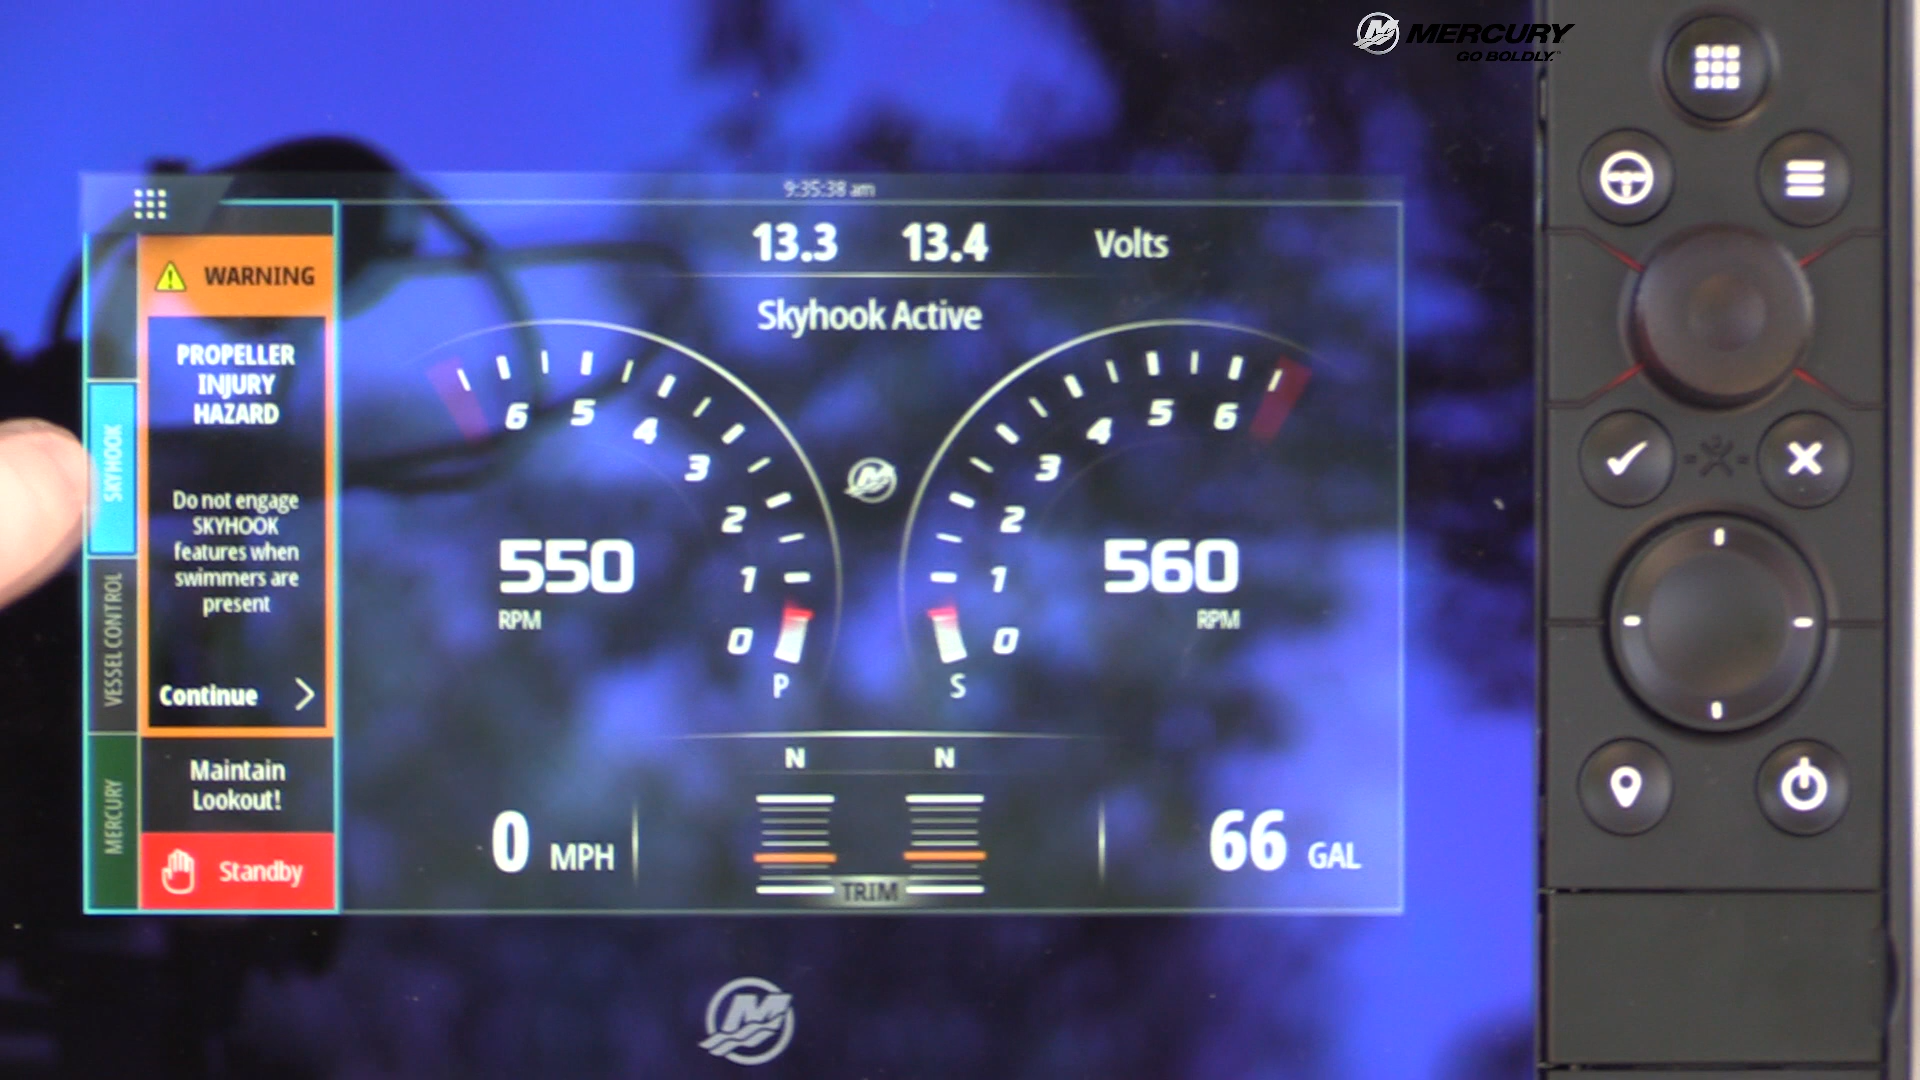 MERCURY
GO BOLDLY.™
9:35:38 am
13.3 13.4 Volts
Skyhook Active
WARNING
PROPELLER
INJURY
HAZARD
Do not engage
SKYHOOK
features when
swimmers are
present
Continue
Maintain
Lookout!
Standby
SKYHOOK
VESSEL CONTROL
MERCURY
6 5 4 3 2 1 0
550
RPM
P
6 5 4 3 2 1 0
560
RPM
S
N N
0 MPH
TRIM
66 GAL